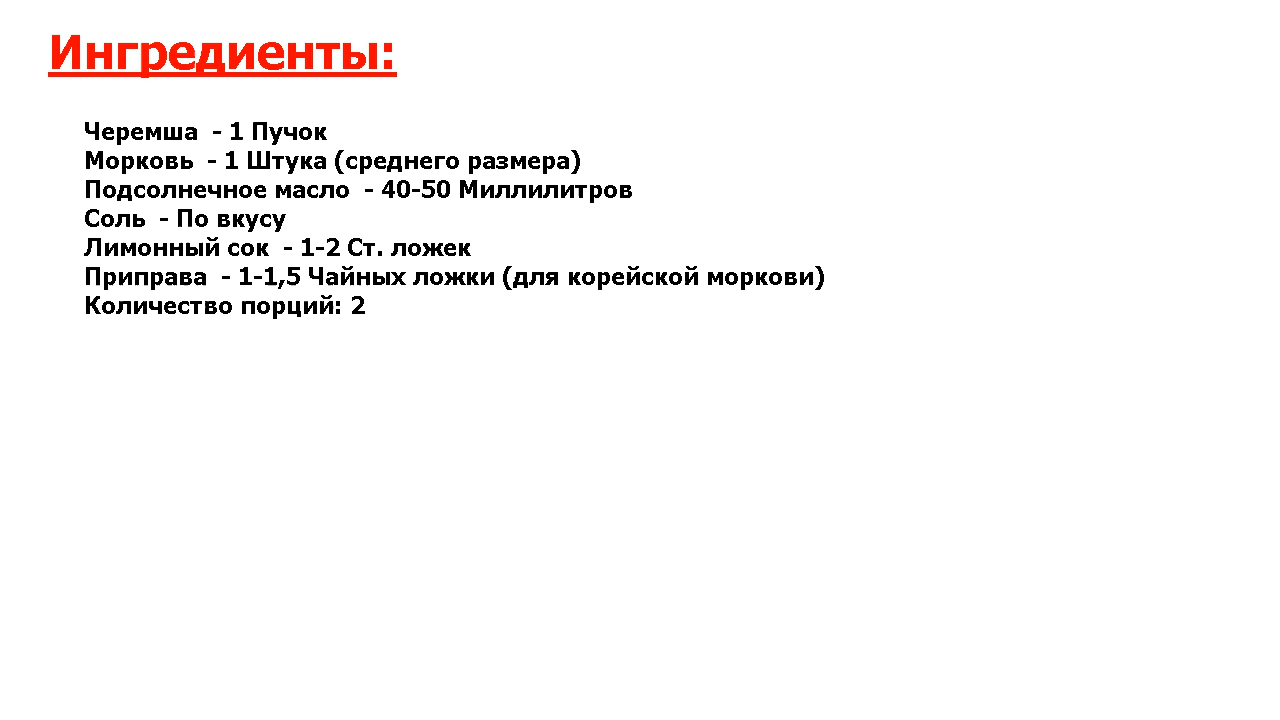 Ингредиенты:
Черемша  - 1 Пучок
Морковь  - 1 Штука (среднего размера)
Подсолнечное масло  - 40-50 Миллилитров
Соль  - По вкусу
Лимонный сок  - 1-2 Ст. ложек
Приправа  - 1-1,5 Чайных ложки (для корейской моркови)
Количество порций: 2